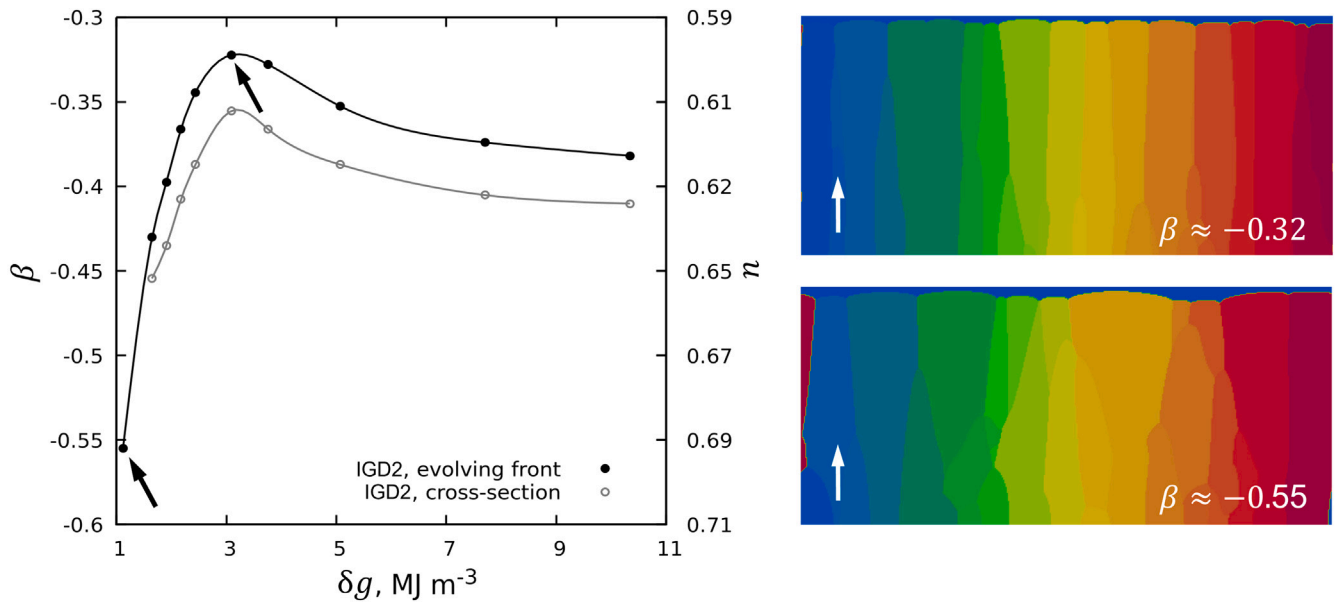 -0.3
-0.35
-0.4
-0.45
-0.5
-0.55
-0.6
β
1
3
5
7
9
11
δg, MJ m-3
0.59
0.61
0.62
0.65
0.67
0.69
0.71
n
IGD2, evolving front
IGD2, cross-section
β ≈ −0.32
β ≈ −0.55